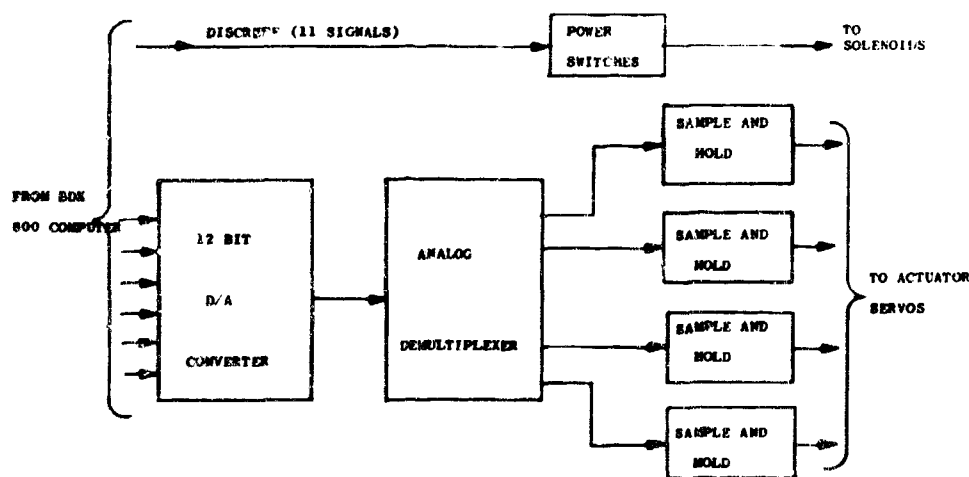 DISCRETE (11 SIGNALS)
POWER
SWITCHES
TO
SOLENOIDS
SAMPLE AND
HOLD
FROM BDX
800 COMPUTER
12 BIT
D/A
CONVERTER
ANALOG
DEMULTIPLEXER
SAMPLE AND
HOLD
TO ACTUATOR
SERVOS
SAMPLE AND
HOLD
SAMPLE AND
HOLD